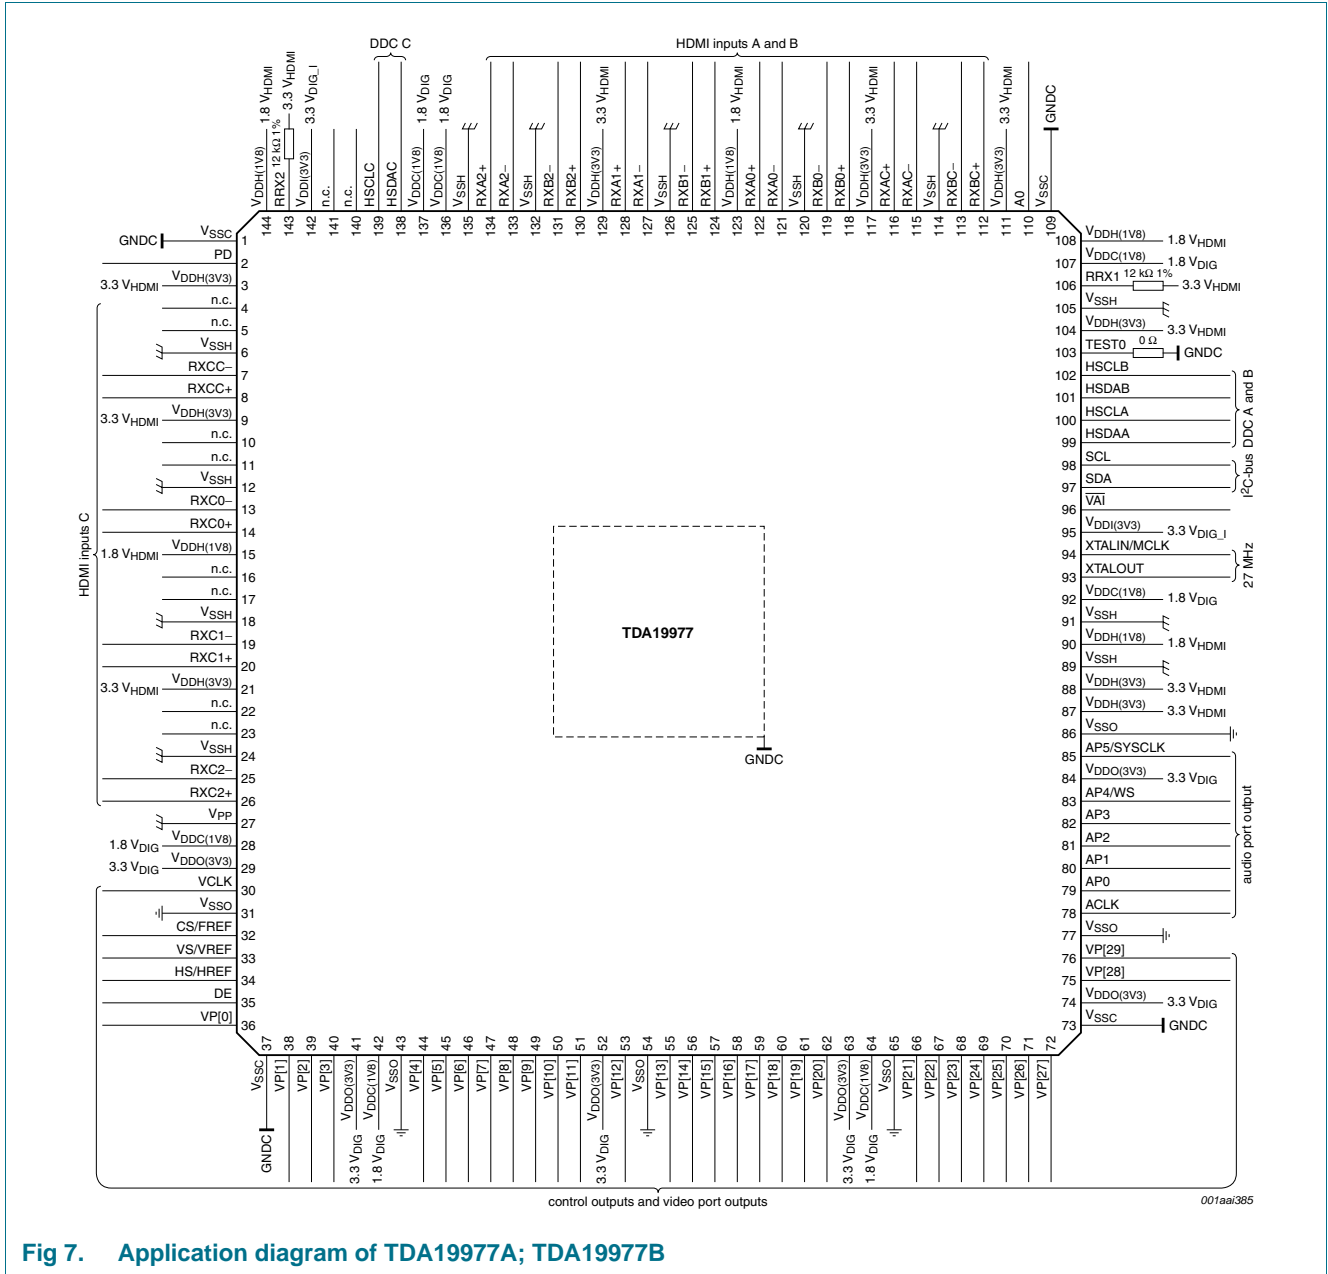 DDC C
HDMI inputs A and B
1.8 VHDMI
3.3 VHDMI
3.3 VDIG_I
1.8 VDIG
1.8 VDIG
3.3 VHDMI
1.8 VHDMI
3.3 VHDMI
3.3 VHDMI
GNDC
12 kΩ 1%
VDDH(1V8)
RRX2
VDDI(3V3)
n.c.
n.c.
HSCLC
HSDAC
VDDC(1V8)
VDDC(1V8)
VSSH
RXA2+
RXA2−
VSSH
RXB2−
RXB2+
VDDH(3V3)
RXA1+
RXA1−
VSSH
RXB1−
RXB1+
VDDH(1V8)
RXA0+
RXA0−
VSSH
RXB0−
RXB0+
VDDH(3V3)
RXAC+
RXAC−
VSSH
RXBC−
RXBC+
VDDH(3V3)
A0
VSSC
144 143 142 141 140 139 138 137 136 135 134 133 132 131 130 129 128 127 126 125 124 123 122 121 120 119 118 117 116 115 114 113 112 111 110 109
GNDC VSSC 1
PD 2
3.3 VHDMI VDDH(3V3) 3
n.c. 4
n.c. 5
VSSH 6
RXCC− 7
RXCC+ 8
3.3 VHDMI VDDH(3V3) 9
n.c. 10
n.c. 11
VSSH 12
RXC0− 13
RXC0+ 14
1.8 VHDMI VDDH(1V8) 15
n.c. 16
n.c. 17
VSSH 18
RXC1− 19
RXC1+ 20
3.3 VHDMI VDDH(3V3) 21
n.c. 22
n.c. 23
VSSH 24
RXC2− 25
RXC2+ 26
VPP 27
1.8 VDIG VDDC(1V8) 28
3.3 VDIG VDDO(3V3) 29
VCLK 30
VSSO 31
CS/FREF 32
VS/VREF 33
HS/HREF 34
DE 35
VP[0] 36
HDMI inputs C
TDA19977
GNDC
108 VDDH(1V8) 1.8 VHDMI
107 VDDC(1V8) 1.8 VDIG
106 RRX1 12 kΩ 1% 3.3 VHDMI
105 VSSH
104 VDDH(3V3) 3.3 VHDMI
103 TEST0 0 Ω GNDC
102 HSCLB
101 HSDAB
100 HSCLA
99 HSDAA
98 SCL
97 SDA
96 VAI
95 VDDI(3V3) 3.3 VDIG_I
94 XTALIN/MCLK
93 XTALOUT
92 VDDC(1V8) 1.8 VDIG
91 VSSH
90 VDDH(1V8) 1.8 VHDMI
89 VSSH
88 VDDH(3V3) 3.3 VHDMI
87 VDDH(3V3) 3.3 VHDMI
86 VSSO
85 AP5/SYSCLK
84 VDDO(3V3) 3.3 VDIG
83 AP4/WS
82 AP3
81 AP2
80 AP1
79 AP0
78 ACLK
77 VSSO
76 VP[29]
75 VP[28]
74 VDDO(3V3) 3.3 VDIG
73 VSSC GNDC
DDC A and B
I2C-bus
27 MHz
audio port output
37 38 39 40 41 42 43 44 45 46 47 48 49 50 51 52 53 54 55 56 57 58 59 60 61 62 63 64 65 66 67 68 69 70 71 72
VSSC
VP[1]
VP[2]
VP[3]
VDDO(3V3)
VDDC(1V8)
VSSO
VP[4]
VP[5]
VP[6]
VP[7]
VP[8]
VP[9]
VP[10]
VP[11]
VDDO(3V3)
VP[12]
VSSO
VP[13]
VP[14]
VP[15]
VP[16]
VP[17]
VP[18]
VP[19]
VP[20]
VDDO(3V3)
VDDC(1V8)
VSSO
VP[21]
VP[22]
VP[23]
VP[24]
VP[25]
VP[26]
VP[27]
GNDC
3.3 VDIG
1.8 VDIG
3.3 VDIG
3.3 VDIG
1.8 VDIG
control outputs and video port outputs
001aai385
Fig 7. Application diagram of TDA19977A; TDA19977B